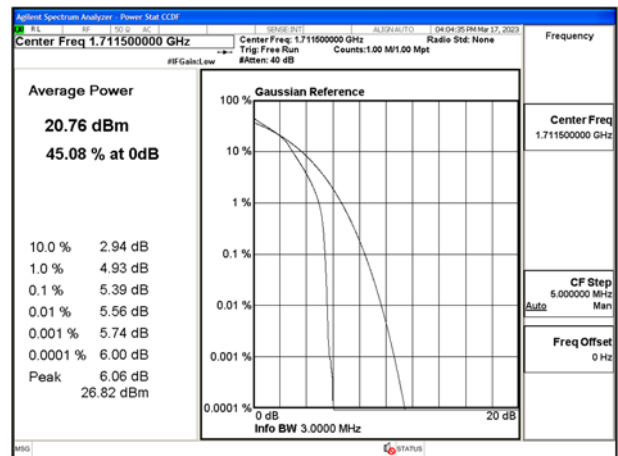 Agilent Spectrum Analyzer - Power Stat CCDF
RL RF 50 Ω AC SENSE:INT ALIGN AUTO 04:04:35 PM Mar 17, 2023
Center Freq 1.711500000 GHz
Center Freq: 1.711500000 GHz Radio Std: None
Trig: Free Run Counts:1.00 M/1.00 Mpt
#IFGain:Low #Atten: 40 dB
Frequency
Average Power
20.76 dBm
45.08 % at 0dB
10.0 % 2.94 dB
1.0 % 4.93 dB
0.1 % 5.39 dB
0.01 % 5.56 dB
0.001 % 5.74 dB
0.0001 % 6.00 dB
Peak 6.06 dB
26.82 dBm
Gaussian Reference
100 %
10 %
1 %
0.1 %
0.01 %
0.001 %
0.0001 %
0 dB 20 dB
Info BW 3.0000 MHz
Center Freq
1.711500000 GHz
CF Step
5.000000 MHz
Auto Man
Freq Offset
0 Hz
MSG STATUS